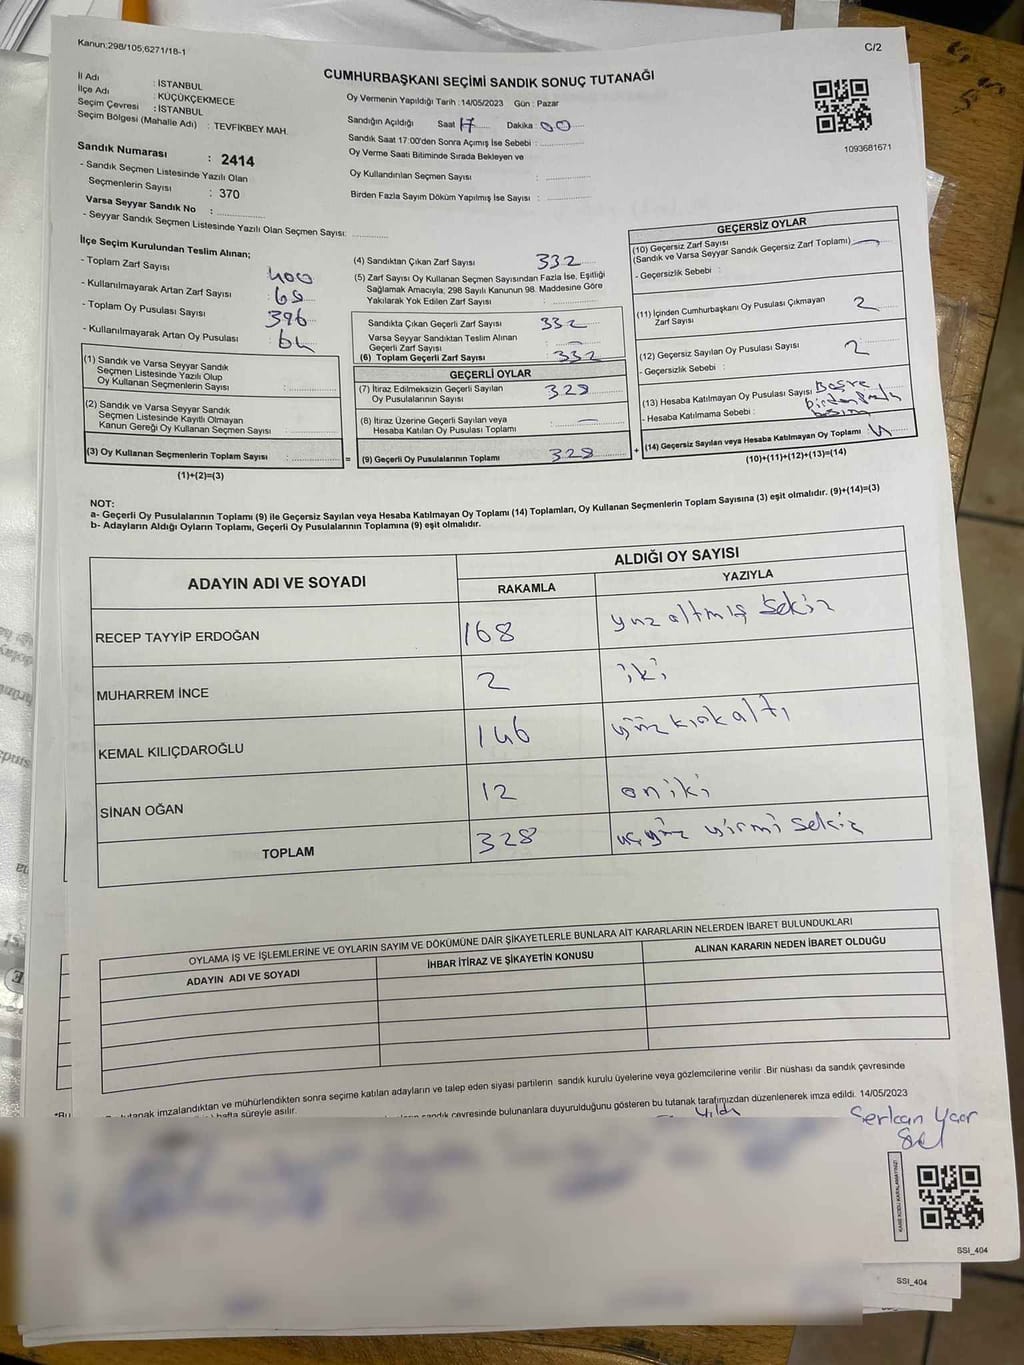 Kanun;298/105;6271/18-1
C/2
CUMHURBAŞKANI SEÇİMİ SANDIK SONUÇ TUTANAĞI
İl Adı : İSTANBUL
İlçe Adı : KÜÇÜKÇEKMECE
Seçim Çevresi : İSTANBUL
Seçim Bölgesi (Mahalle Adı) : TEVFİKBEY MAH.
Oy Vermenin Yapıldığı Tarih : 14/05/2023 Gün : Pazar
Sandığın Açıldığı Saat 17 Dakika 00
Sandık Saat 17:00'den Sonra Açımış İse Sebebi :
Oy Verme Saati Bitiminde Sırada Bekleyen ve
Oy Kullandırılan Seçmen Sayısı :
Birden Fazla Sayım Döküm Yapılmış İse Sayısı :
1093681671
Sandık Numarası : 2414
- Sandık Seçmen Listesinde Yazılı Olan
Seçmenlerin Sayısı : 370
Varsa Seyyar Sandık No :
- Seyyar Sandık Seçmen Listesinde Yazılı Olan Seçmen Sayısı:
İlçe Seçim Kurulundan Teslim Alınan;
- Toplam Zarf Sayısı 400
- Kullanılmayarak Artan Zarf Sayısı : 68
- Toplam Oy Pusulası Sayısı 396
- Kullanılmayarak Artan Oy Pusulası : 64
(1) Sandık ve Varsa Seyyar Sandık
Seçmen Listesinde Yazılı Olup
Oy Kullanan Seçmenlerin Sayısı :
(2) Sandık ve Varsa Seyyar Sandık
Seçmen Listesinde Kayıtlı Olmayan
Kanun Gereği Oy Kullanan Seçmen Sayısı :
(3) Oy Kullanan Seçmenlerin Toplam Sayısı :
(1)+(2)=(3)
(4) Sandıktan Çıkan Zarf Sayısı 332
(5) Zarf Sayısı Oy Kullanan Seçmen Sayısından Fazla İse, Eşitliği
Sağlamak Amacıyla; 298 Sayılı Kanunun 98. Maddesine Göre
Yakılarak Yok Edilen Zarf Sayısı :
Sandıkta Çıkan Geçerli Zarf Sayısı 332
Varsa Seyyar Sandıktan Teslim Alınan
Geçerli Zarf Sayısı : —
(6) Toplam Geçerli Zarf Sayısı 332
GEÇERLİ OYLAR
(7) İtiraz Edilmeksizin Geçerli Sayılan
Oy Pusulalarının Sayısı 328
(8) İtiraz Üzerine Geçerli Sayılan veya
Hesaba Katılan Oy Pusulası Toplamı : —
= (9) Geçerli Oy Pusulalarının Toplamı 328
GEÇERSİZ OYLAR
(10) Geçersiz Zarf Sayısı
(Sandık ve Varsa Seyyar Sandık Geçersiz Zarf Toplamı) —
- Geçersizlik Sebebi :
(11) İçinden Cumhurbaşkanı Oy Pusulası Çıkmayan
Zarf Sayısı 2
(12) Geçersiz Sayılan Oy Pusulası Sayısı 2
- Geçersizlik Sebebi :
(13) Hesaba Katılmayan Oy Pusulası Sayısı
- Hesaba Katılmama Sebebi :
+ (14) Geçersiz Sayılan veya Hesaba Katılmayan Oy Toplamı 4
(10)+(11)+(12)+(13)=(14)
NOT:
a- Geçerli Oy Pusulalarının Toplamı (9) ile Geçersiz Sayılan veya Hesaba Katılmayan Oy Toplamı (14) Toplamları, Oy Kullanan Seçmenlerin Toplam Sayısına (3) eşit olmalıdır. (9)+(14)=(3)
b- Adayların Aldığı Oyların Toplamı, Geçerli Oy Pusulalarının Toplamına (9) eşit olmalıdır.
ADAYIN ADI VE SOYADI
ALDIĞI OY SAYISI
RAKAMLA YAZIYLA
RECEP TAYYİP ERDOĞAN 168 yüz altmış sekiz
MUHARREM İNCE 2 iki
KEMAL KILIÇDAROĞLU 146 yüz kırk altı
SİNAN OĞAN 12 oniki
TOPLAM 328 üçyüz yirmi sekiz
OYLAMA İŞ VE İŞLEMLERİNE VE OYLARIN SAYIM VE DÖKÜMÜNE DAİR ŞİKAYETLERLE BUNLARA AİT KARARLARIN NELERDEN İBARET BULUNDUKLARI
ADAYIN ADI VE SOYADI İHBAR İTİRAZ VE ŞİKAYETİN KONUSU ALINAN KARARIN NEDEN İBARET OLDUĞU
tutanak imzalandıktan ve mühürlendikten sonra seçime katılan adayların ve talep eden siyasi partilerin sandık kurulu üyelerine veya gözlemcilerine verilir .Bir nüshası da sandık çevresinde
hafta süreyle asılır.
sandık çevresinde bulunanlara duyurulduğunu gösteren bu tutanak tarafımızdan düzenlenerek imza edildi. 14/05/2023
Serkan
SSI_404
SSI_404